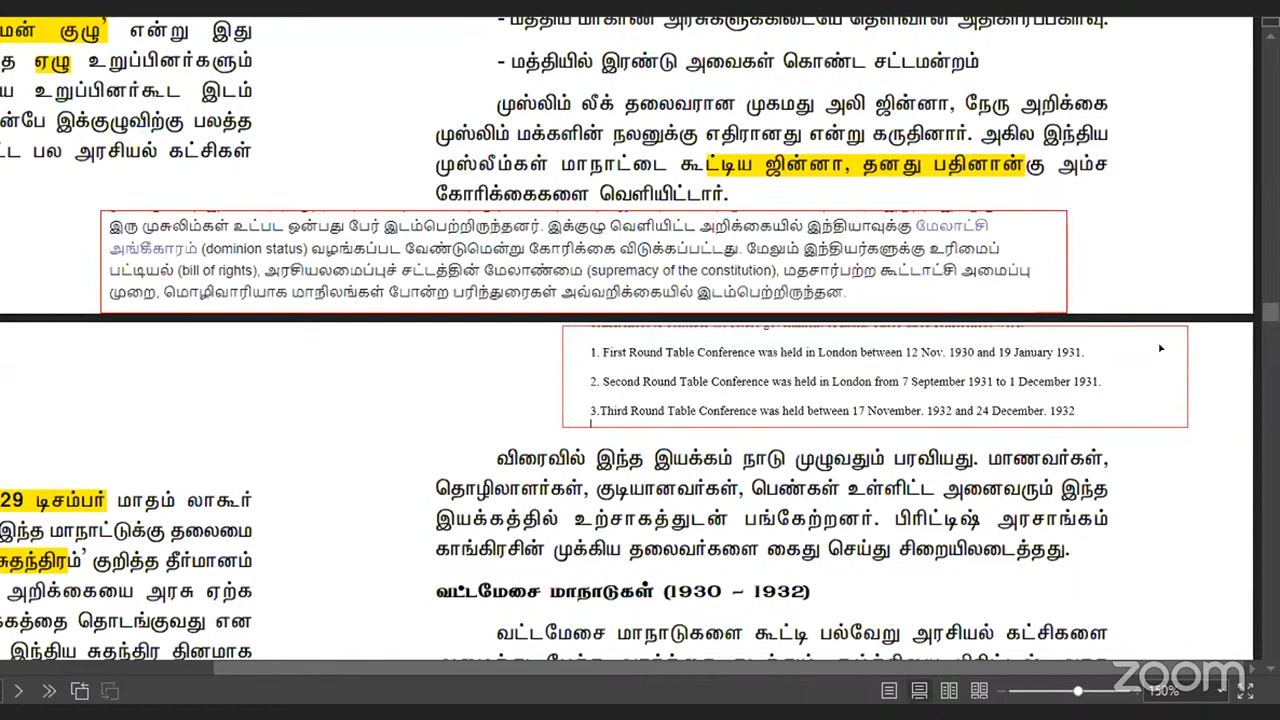 மன் குழு’ என்று இது
த ஏழு உறுப்பினர்களும்
ய உறுப்பினர்கூட இடம்
ன்பே இக்குழுவிற்கு பலத்த
ட்ட பல அரசியல் கட்சிகள்
- மத்திய மாகாண அரசுகளுக்கிடையே தெளிவான அதிகாரப்பகிர்வு.
- மத்தியில் இரண்டு அவைகள் கொண்ட சட்டமன்றம்
முஸ்லிம் லீக் தலைவரான முகமது அலி ஜின்னா, நேரு அறிக்கை
முஸ்லிம் மக்களின் நலனுக்கு எதிரானது என்று கருதினார். அகில இந்திய
முஸ்லீம்கள் மாநாட்டை கூட்டிய ஜின்னா, தனது பதினான்கு அம்ச
கோரிக்கைகளை வெளியிட்டார்.
இரு முசுலிம்கள் உட்பட ஒன்பது பேர் இடம்பெற்றிருந்தனர். இக்குழு வெளியிட்ட அறிக்கையில் இந்தியாவுக்கு மேலாட்சி
அங்கீகாரம் (dominion status) வழங்கப்பட வேண்டுமென்று கோரிக்கை விடுக்கப்பட்டது. மேலும் இந்தியர்களுக்கு உரிமைப்
பட்டியல் (bill of rights), அரசியலமைப்புச் சட்டத்தின் மேலாண்மை (supremacy of the constitution), மதசார்பற்ற கூட்டாட்சி அமைப்பு
முறை, மொழிவாரியாக மாநிலங்கள் போன்ற பரிந்துரைகள் அவ்வறிக்கையில் இடம்பெற்றிருந்தன.
1. First Round Table Conference was held in London between 12 Nov. 1930 and 19 January 1931.
2. Second Round Table Conference was held in London from 7 September 1931 to 1 December 1931.
3.Third Round Table Conference was held between 17 November. 1932 and 24 December. 1932
29 டிசம்பர் மாதம் லாகூர்
இந்த மாநாட்டுக்கு தலைமை
சுதந்திரம்’ குறித்த தீர்மானம்
அறிக்கையை அரசு ஏற்க
க்கத்தை தொடங்குவது என
இந்திய சுதந்திர தினமாக
விரைவில் இந்த இயக்கம் நாடு முழுவதும் பரவியது. மாணவர்கள்,
தொழிலாளர்கள், குடியானவர்கள், பெண்கள் உள்ளிட்ட அனைவரும் இந்த
இயக்கத்தில் உற்சாகத்துடன் பங்கேற்றனர். பிரிட்டிஷ் அரசாங்கம்
காங்கிரசின் முக்கிய தலைவர்களை கைது செய்து சிறையிலடைத்தது.
வட்டமேசை மாநாடுகள் (1930 – 1932)
வட்டமேசை மாநாடுகளை கூட்டி பல்வேறு அரசியல் கட்சிகளை
zoom
150%